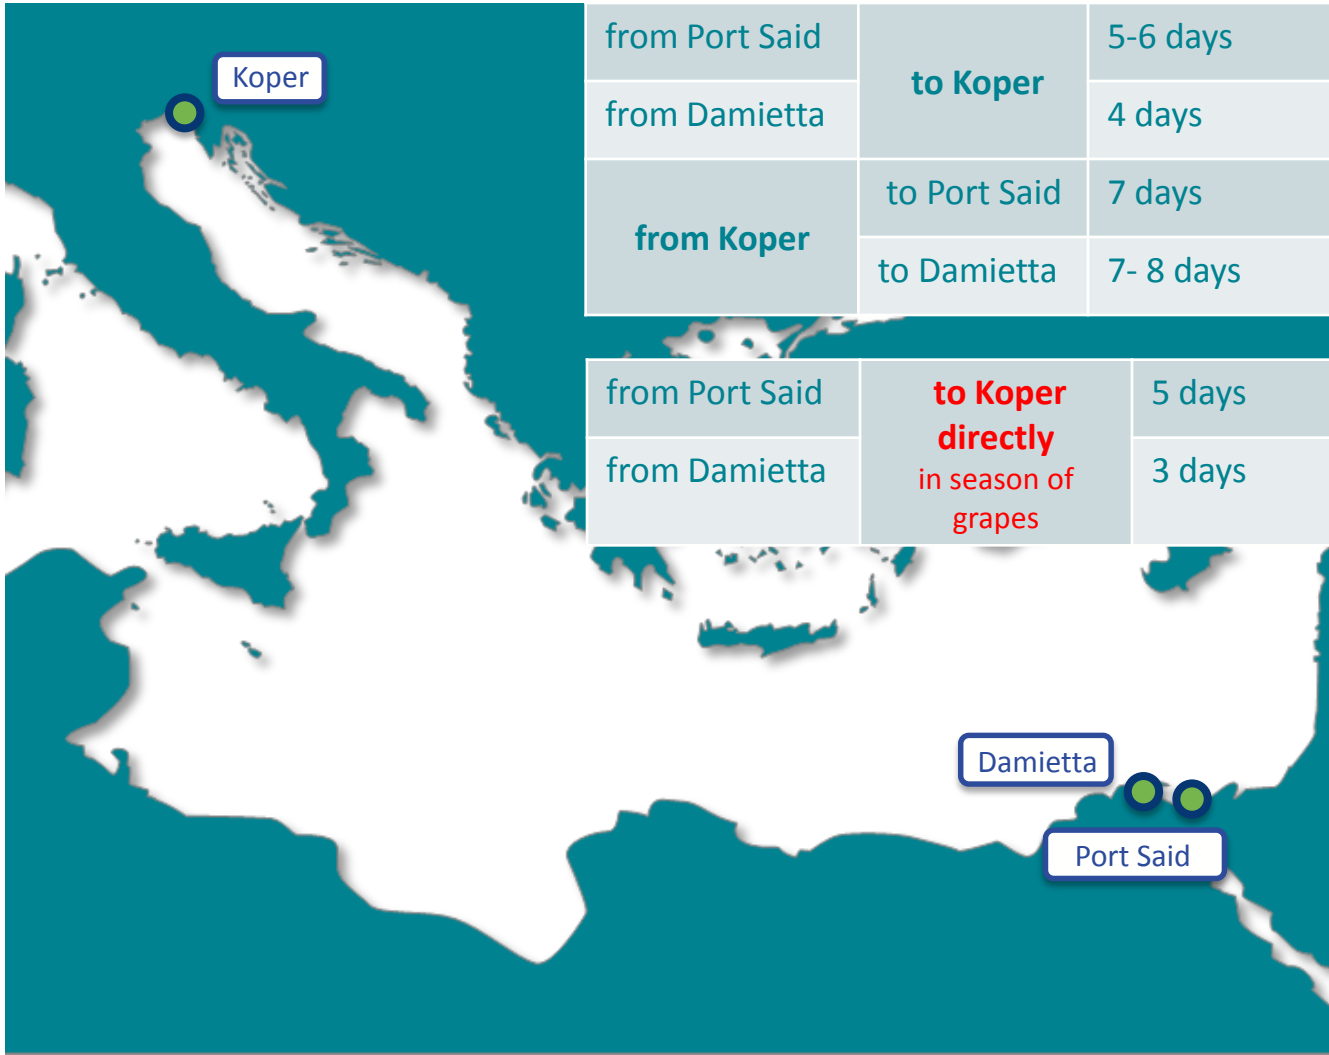 Koper
from Port Said
to Koper
5-6 days
from Damietta
4 days
from Koper
to Port Said
7 days
to Damietta
7- 8 days
from Port Said
to Koper
directly
in season of
grapes
5 days
from Damietta
3 days
Damietta
Port Said